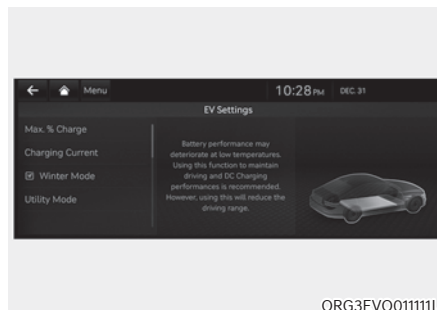 Menu
10:28 PM DEC. 31
EV Settings
Max. % Charge
Charging Current
Winter Mode
Utility Mode
Battery performance may
deteriorate at low temperatures.
Using this function to maintain
driving and DC Charging
performances is recommended.
However, using this will reduce the
driving range.
ORG3EVQ011111L